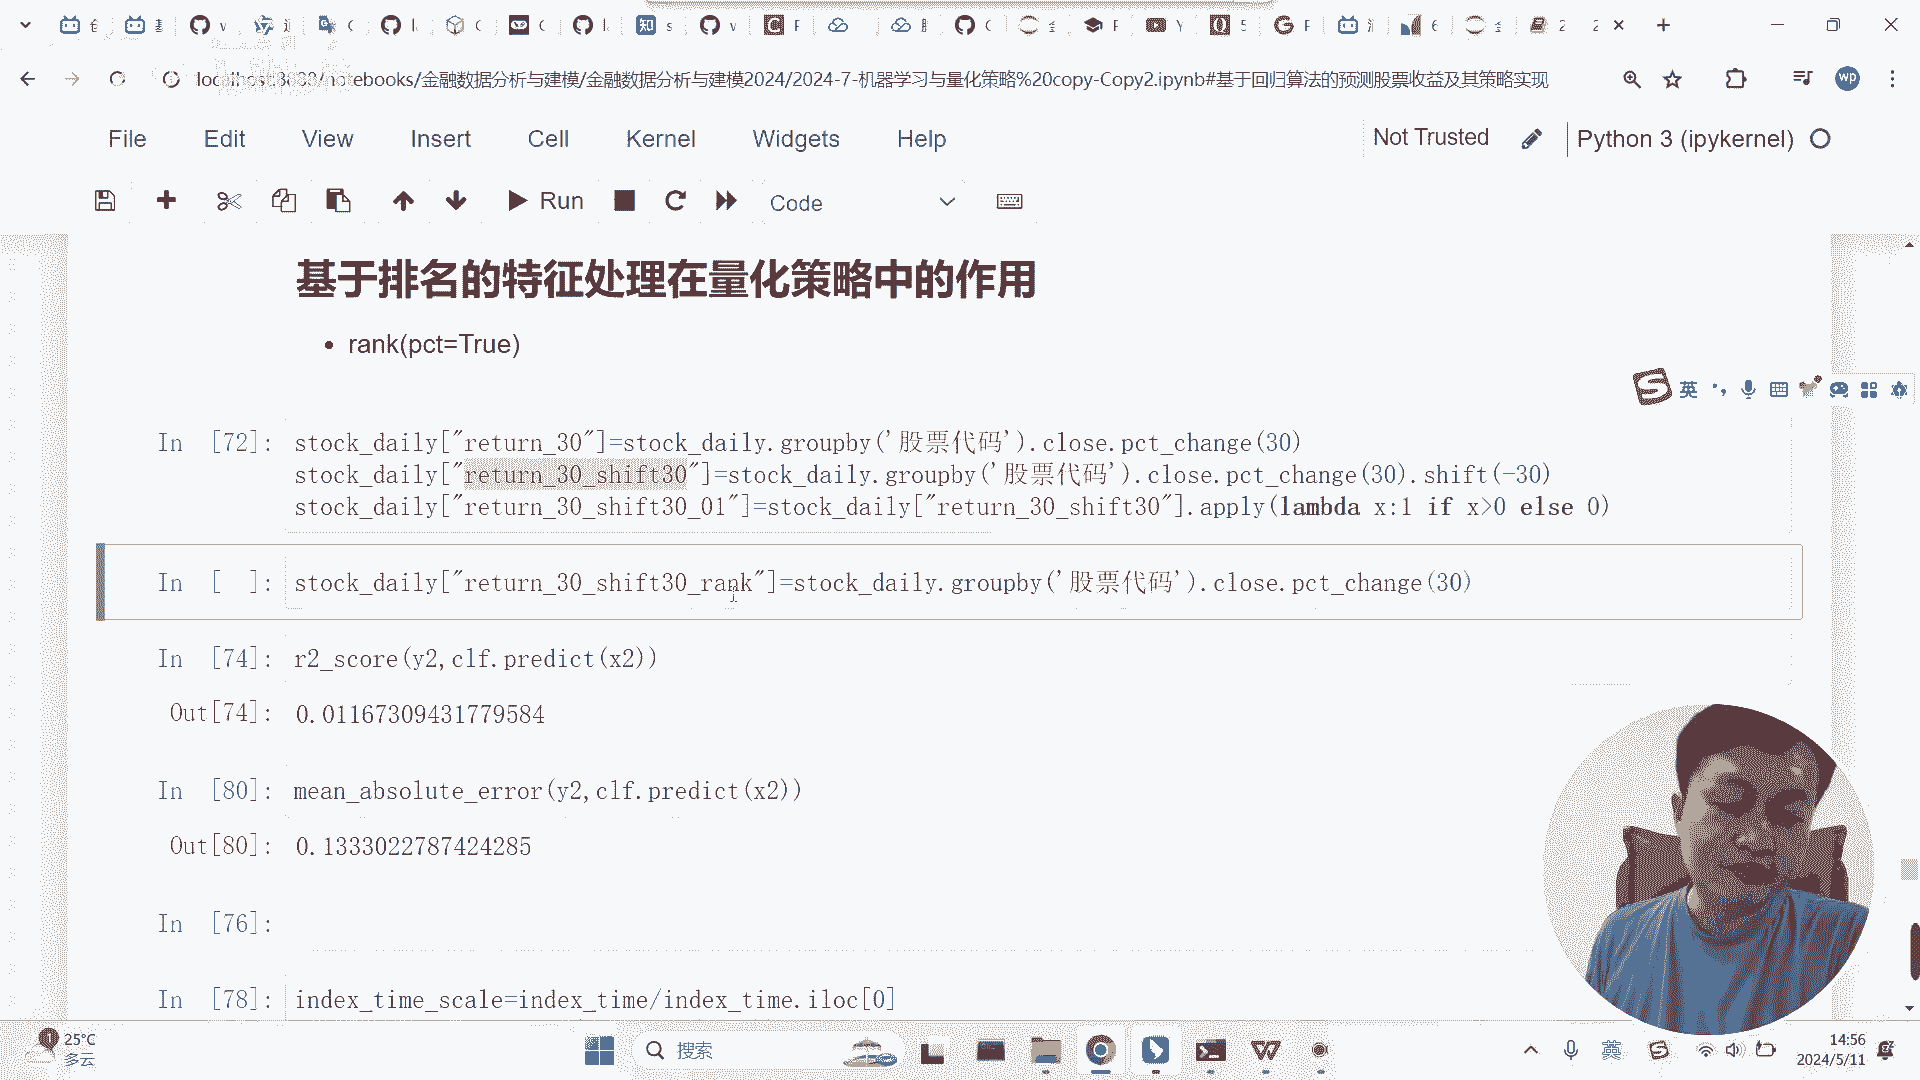 localhost:8888/notebooks/金融数据分析与建模/金融数据分析与建模2024/2024-7-机器学习与量化策略%20copy-Copy2.ipynb#基于回归算法的预测股票收益及其策略实现
wp
File Edit View Insert Cell Kernel Widgets Help
Not Trusted
Python 3 (ipykernel)
Run
Code
基于排名的特征处理在量化策略中的作用
• rank(pct=True)
英
In [72]: stock_daily["return_30"]=stock_daily.groupby('股票代码').close.pct_change(30)
stock_daily["return_30_shift30"]=stock_daily.groupby('股票代码').close.pct_change(30).shift(-30)
stock_daily["return_30_shift30_01"]=stock_daily["return_30_shift30"].apply(lambda x:1 if x>0 else 0)
In [ ]: stock_daily["return_30_shift30_rank"]=stock_daily.groupby('股票代码').close.pct_change(30)
In [74]: r2_score(y2,clf.predict(x2))
Out[74]: 0.01167309431779584
In [80]: mean_absolute_error(y2,clf.predict(x2))
Out[80]: 0.1333022787424285
In [76]:
In [78]: index_time_scale=index_time/index_time.iloc[0]
25°C
多云
搜索
英
14:56
2024/5/11